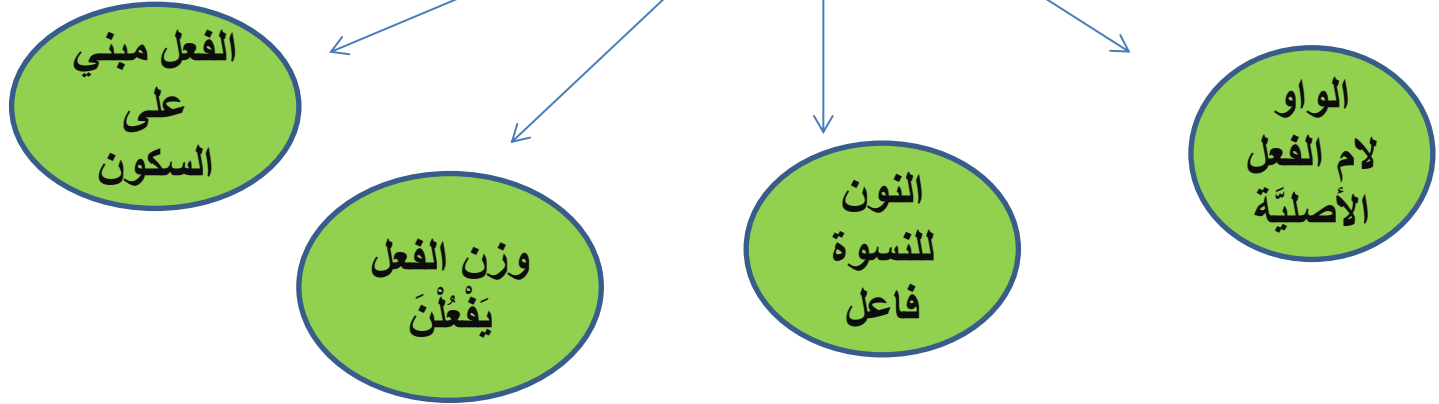 الواو
لام الفعل
الأصليَّة
النون
للنسوة
فاعل
وزن الفعل
يَفْعُلْنَ
الفعل مبني
على
السكون